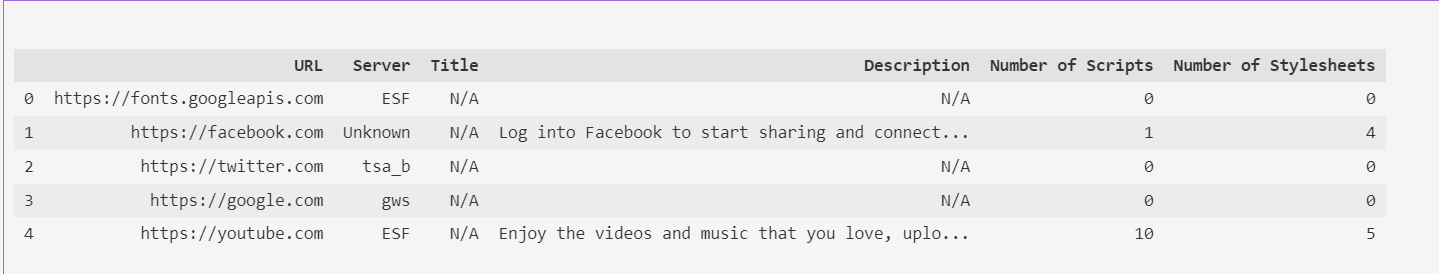 URL Server Title Description Number of Scripts Number of Stylesheets
0 https://fonts.googleapis.com ESF N/A N/A 0 0
1 https://facebook.com Unknown N/A Log into Facebook to start sharing and connect... 1 4
2 https://twitter.com tsa_b N/A N/A 0 0
3 https://google.com gws N/A N/A 0 0
4 https://youtube.com ESF N/A Enjoy the videos and music that you love, uplo... 10 5